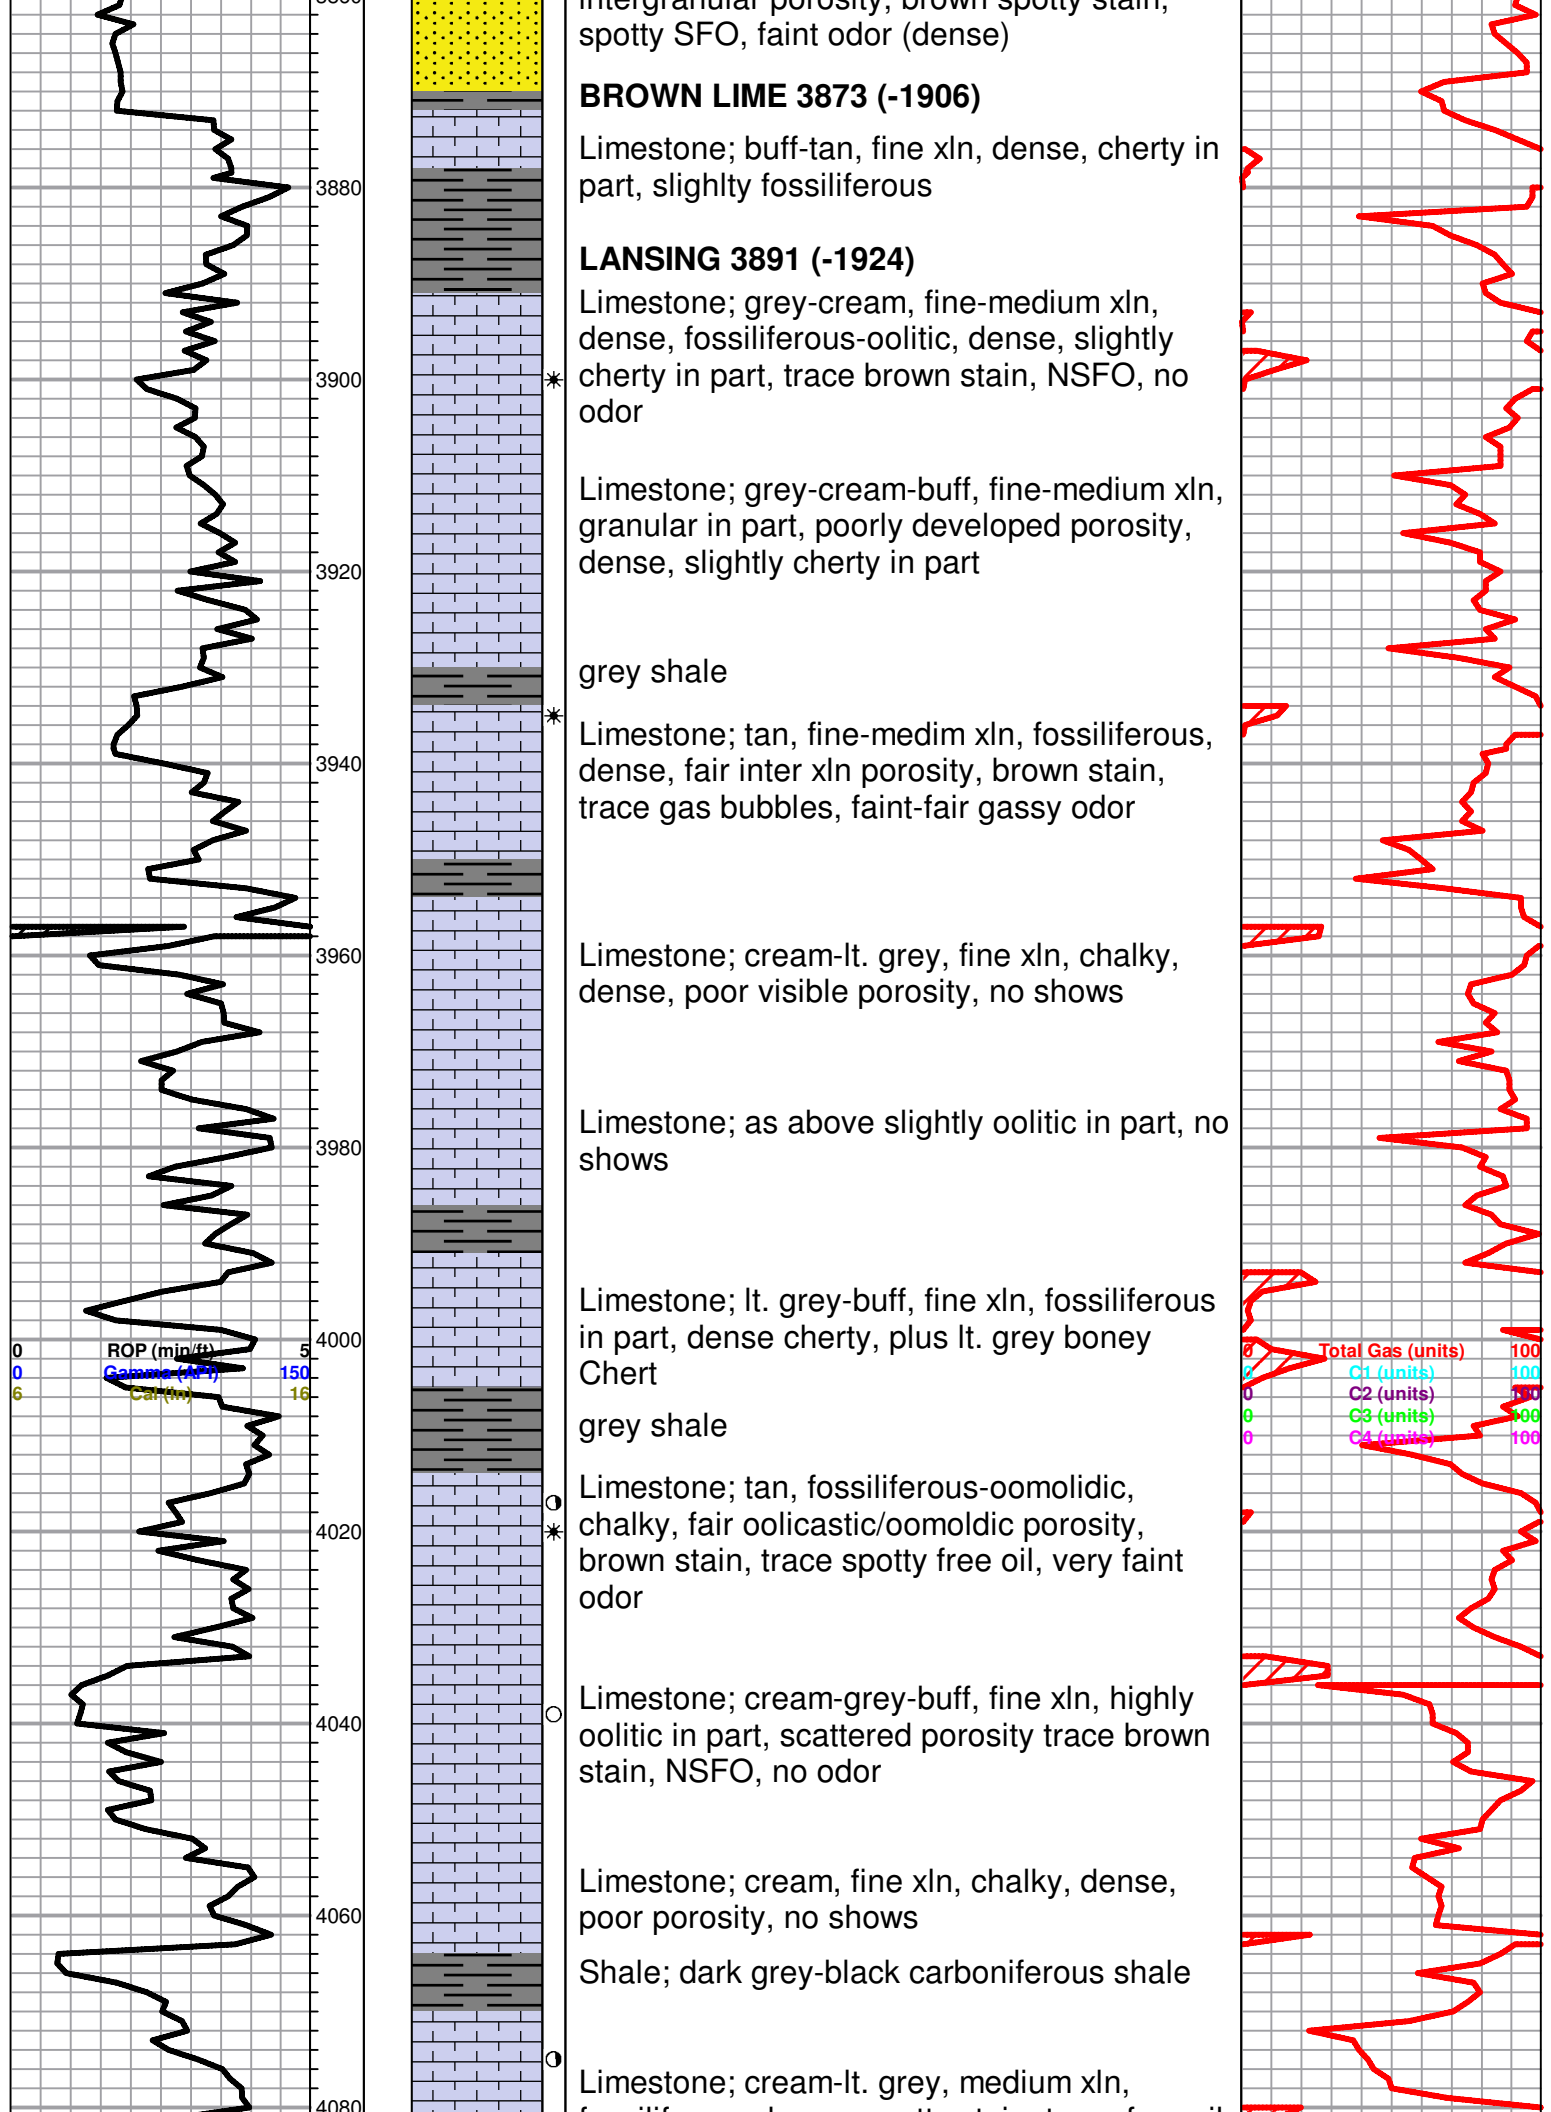 spotty SFO, faint odor (dense)
BROWN LIME 3873 (-1906)
Limestone; buff-tan, fine xln, dense, cherty in
part, slighlty fossiliferous
3880
LANSING 3891 (-1924)
Limestone; grey-cream, fine-medium xln,
dense, fossiliferous-oolitic, dense, slightly
cherty in part, trace brown stain, NSFO, no
odor
3900
Limestone; grey-cream-buff, fine-medium xln,
granular in part, poorly developed porosity,
dense, slightly cherty in part
3920
grey shale
Limestone; tan, fine-medim xln, fossiliferous,
dense, fair inter xln porosity, brown stain,
trace gas bubbles, faint-fair gassy odor
3940
Limestone; cream-lt. grey, fine xln, chalky,
dense, poor visible porosity, no shows
3960
Limestone; as above slightly oolitic in part, no
shows
3980
Limestone; lt. grey-buff, fine xln, fossiliferous
in part, dense cherty, plus lt. grey boney
Chert
4000
0 ROP (min/ft) 5
0 Gamma (API) 150
6 Cal (in) 16
0 Total Gas (units) 100
0 C1 (units) 100
0 C2 (units) 100
0 C3 (units) 100
0 C4 (units) 100
grey shale
Limestone; tan, fossiliferous-oomolidic,
chalky, fair oolicastic/oomoldic porosity,
brown stain, trace spotty free oil, very faint
odor
4020
Limestone; cream-grey-buff, fine xln, highly
oolitic in part, scattered porosity trace brown
stain, NSFO, no odor
4040
Limestone; cream, fine xln, chalky, dense,
poor porosity, no shows
4060
Shale; dark grey-black carboniferous shale
Limestone; cream-lt. grey, medium xln,
4080